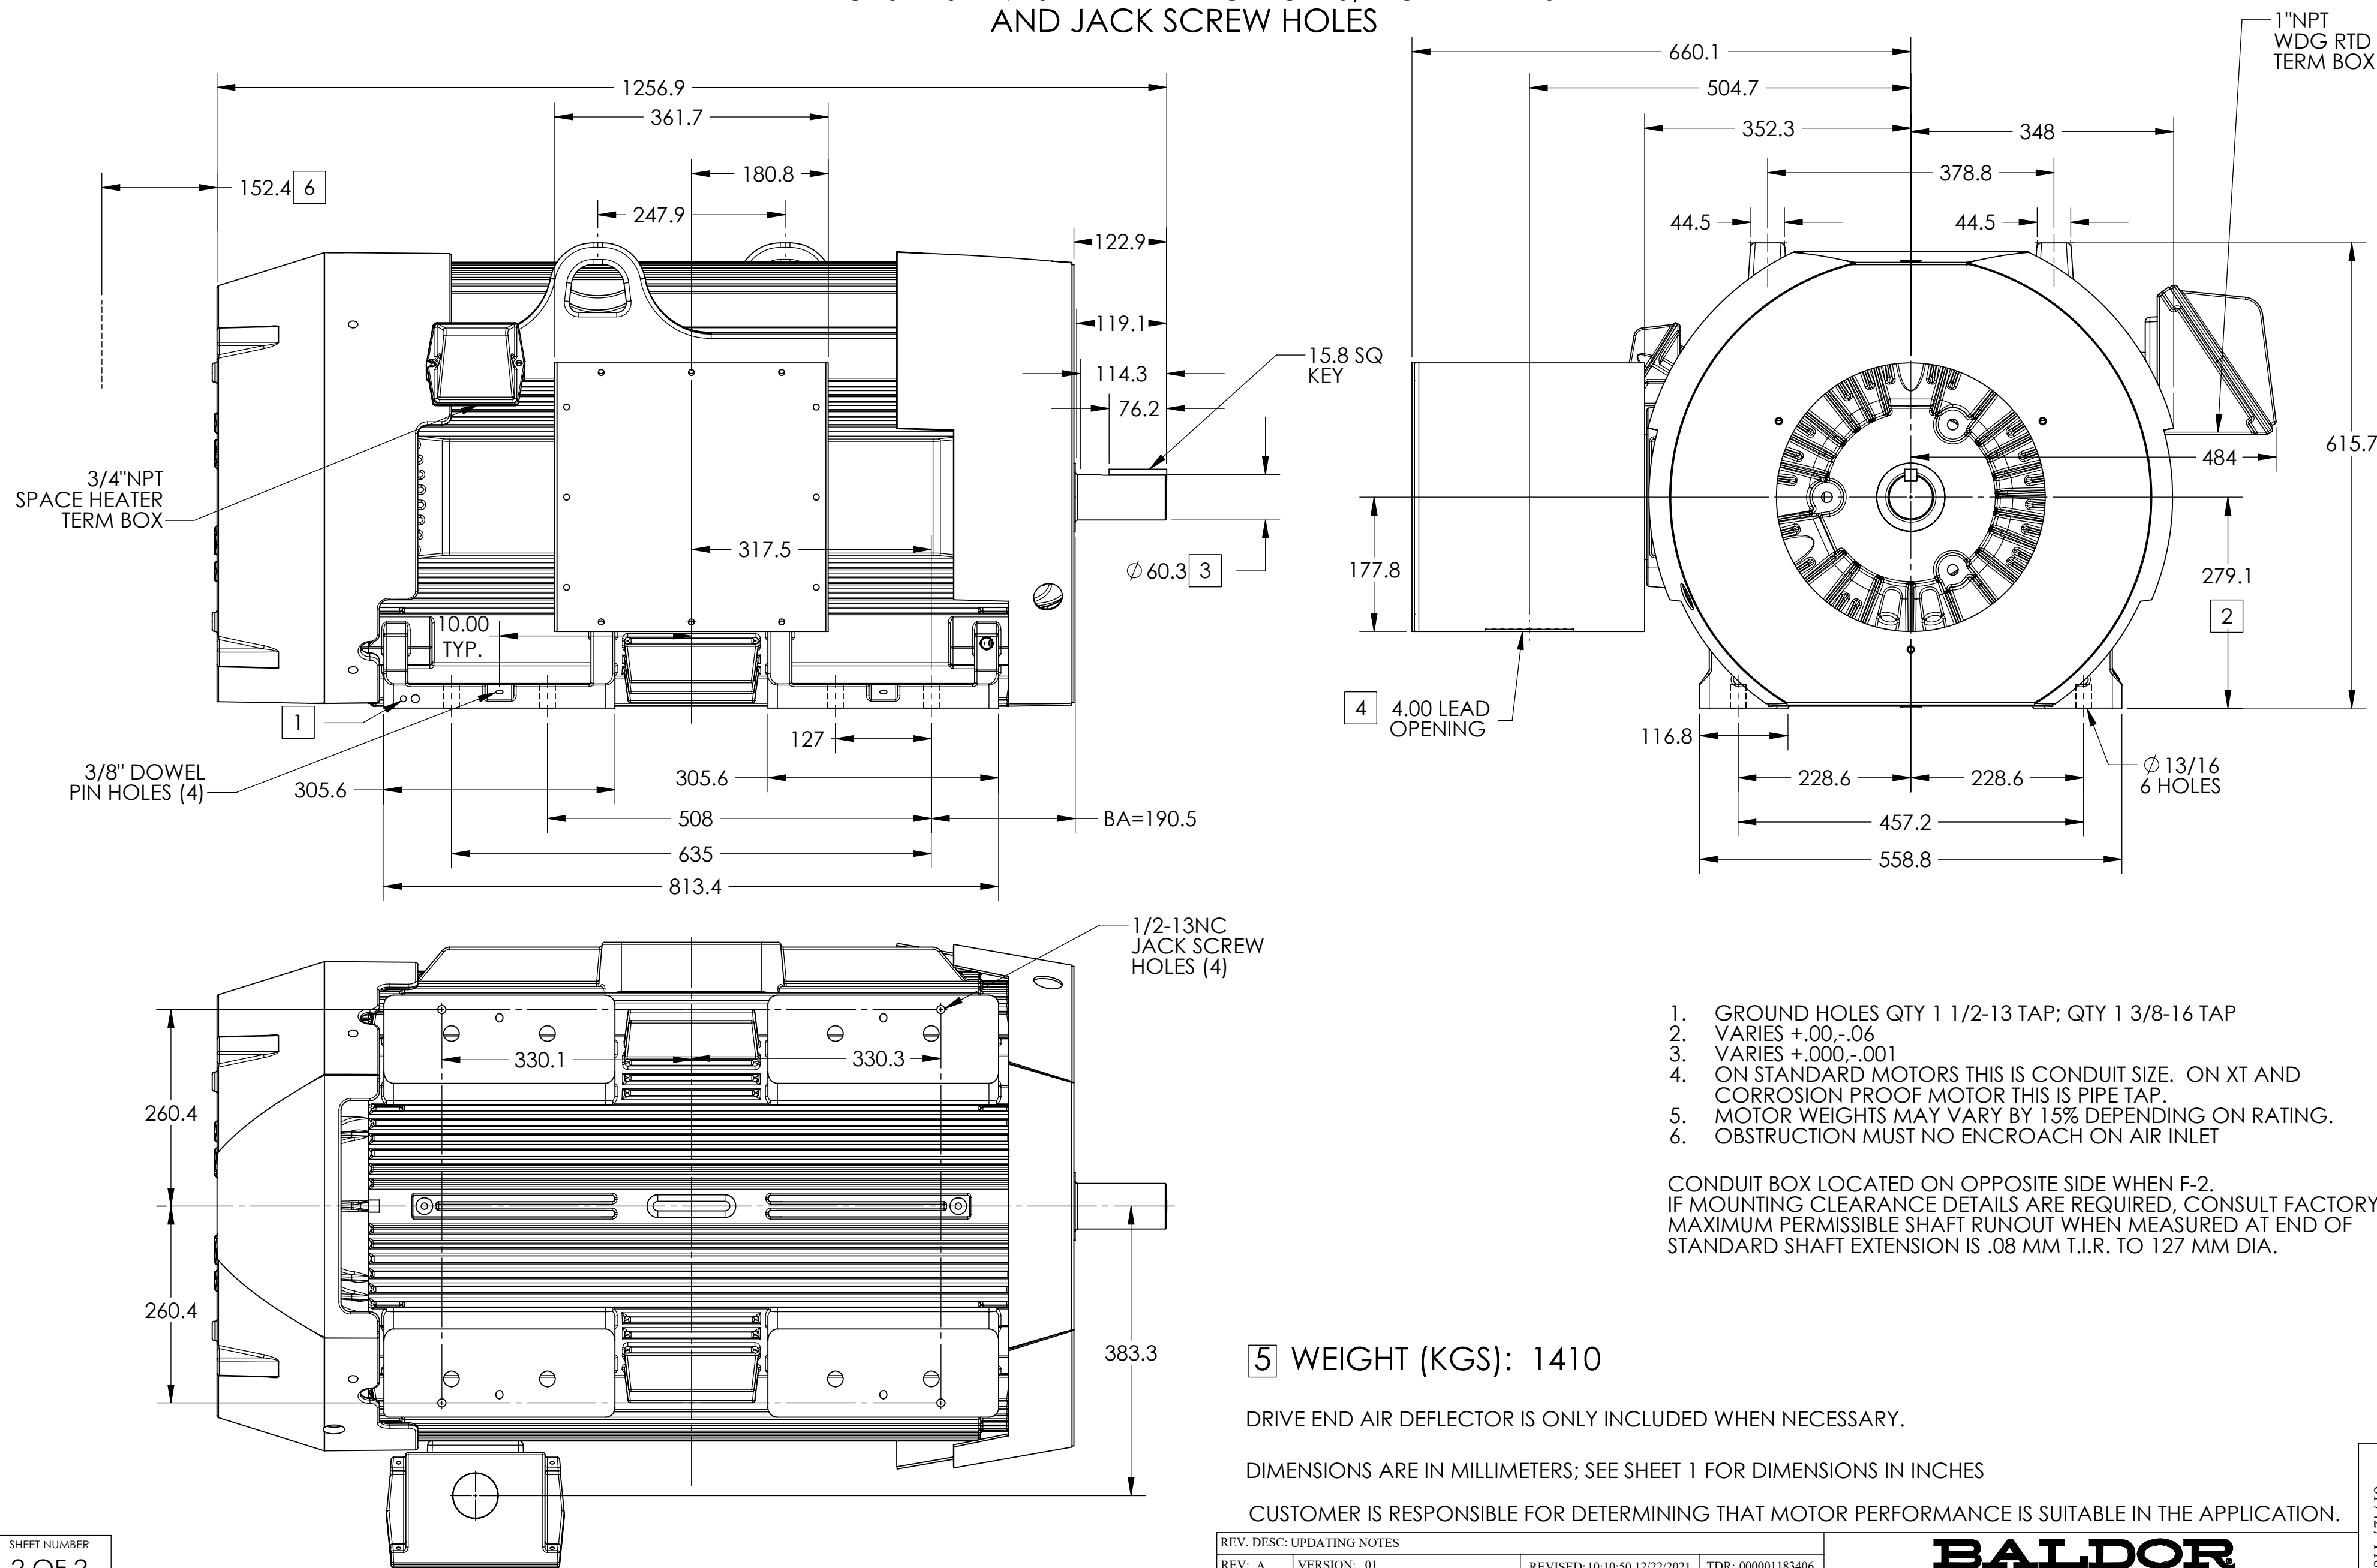 AND JACK SCREW HOLES
1256.9
361.7
180.8
152.4 6
247.9
122.9
119.1
114.3
76.2
15.8 SQ
KEY
3/4"NPT
SPACE HEATER
TERM BOX
317.5
Ø 60.3 3
10.00
TYP.
1
3/8" DOWEL
PIN HOLES (4)
127
305.6
305.6
508
BA=190.5
635
813.4
660.1
504.7
352.3
348
378.8
44.5
44.5
1"NPT
WDG RTD
TERM BOX
615.7
484
177.8
279.1
2
4 4.00 LEAD
OPENING
116.8
228.6
228.6
Ø 13/16
6 HOLES
457.2
558.8
1/2-13NC
JACK SCREW
HOLES (4)
330.1
330.3
260.4
260.4
383.3
1. GROUND HOLES QTY 1 1/2-13 TAP; QTY 1 3/8-16 TAP
2. VARIES +.00,-.06
3. VARIES +.000,-.001
4. ON STANDARD MOTORS THIS IS CONDUIT SIZE. ON XT AND
CORROSION PROOF MOTOR THIS IS PIPE TAP.
5. MOTOR WEIGHTS MAY VARY BY 15% DEPENDING ON RATING.
6. OBSTRUCTION MUST NO ENCROACH ON AIR INLET
CONDUIT BOX LOCATED ON OPPOSITE SIDE WHEN F-2.
IF MOUNTING CLEARANCE DETAILS ARE REQUIRED, CONSULT FACTORY
MAXIMUM PERMISSIBLE SHAFT RUNOUT WHEN MEASURED AT END OF
STANDARD SHAFT EXTENSION IS .08 MM T.I.R. TO 127 MM DIA.
5 WEIGHT (KGS): 1410
DRIVE END AIR DEFLECTOR IS ONLY INCLUDED WHEN NECESSARY.
DIMENSIONS ARE IN MILLIMETERS; SEE SHEET 1 FOR DIMENSIONS IN INCHES
CUSTOMER IS RESPONSIBLE FOR DETERMINING THAT MOTOR PERFORMANCE IS SUITABLE IN THE APPLICATION.
SHEET NUMBER
2 OF 2
REV. DESC: UPDATING NOTES
REV: A VERSION: 01 REVISED: 10:10:50 12/22/2021 TDR: 000001183406
BALDOR